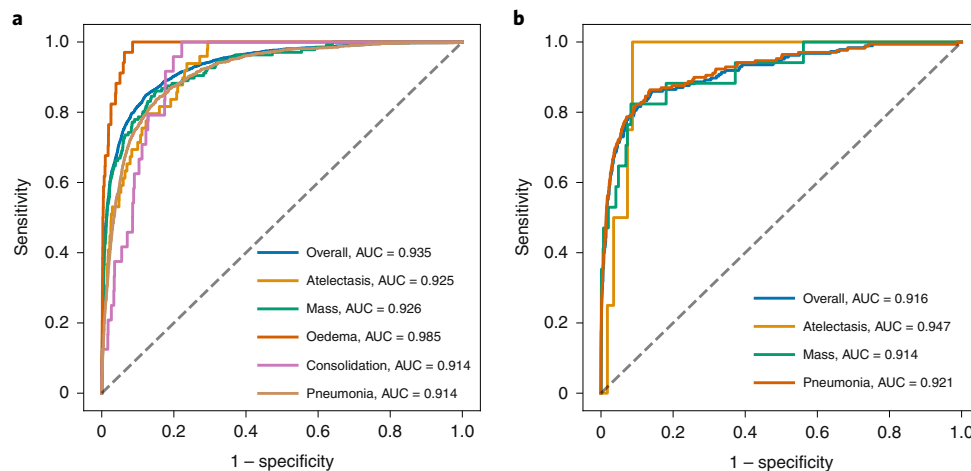 a
1.0
0.8
0.6
0.4
0.2
0
Sensitivity
Overall, AUC = 0.935
Atelectasis, AUC = 0.925
Mass, AUC = 0.926
Oedema, AUC = 0.985
Consolidation, AUC = 0.914
Pneumonia, AUC = 0.914
0 0.2 0.4 0.6 0.8 1.0
1 – specificity
b
1.0
0.8
0.6
0.4
0.2
0
Sensitivity
Overall, AUC = 0.916
Atelectasis, AUC = 0.947
Mass, AUC = 0.914
Pneumonia, AUC = 0.921
0 0.2 0.4 0.6 0.8 1.0
1 – specificity